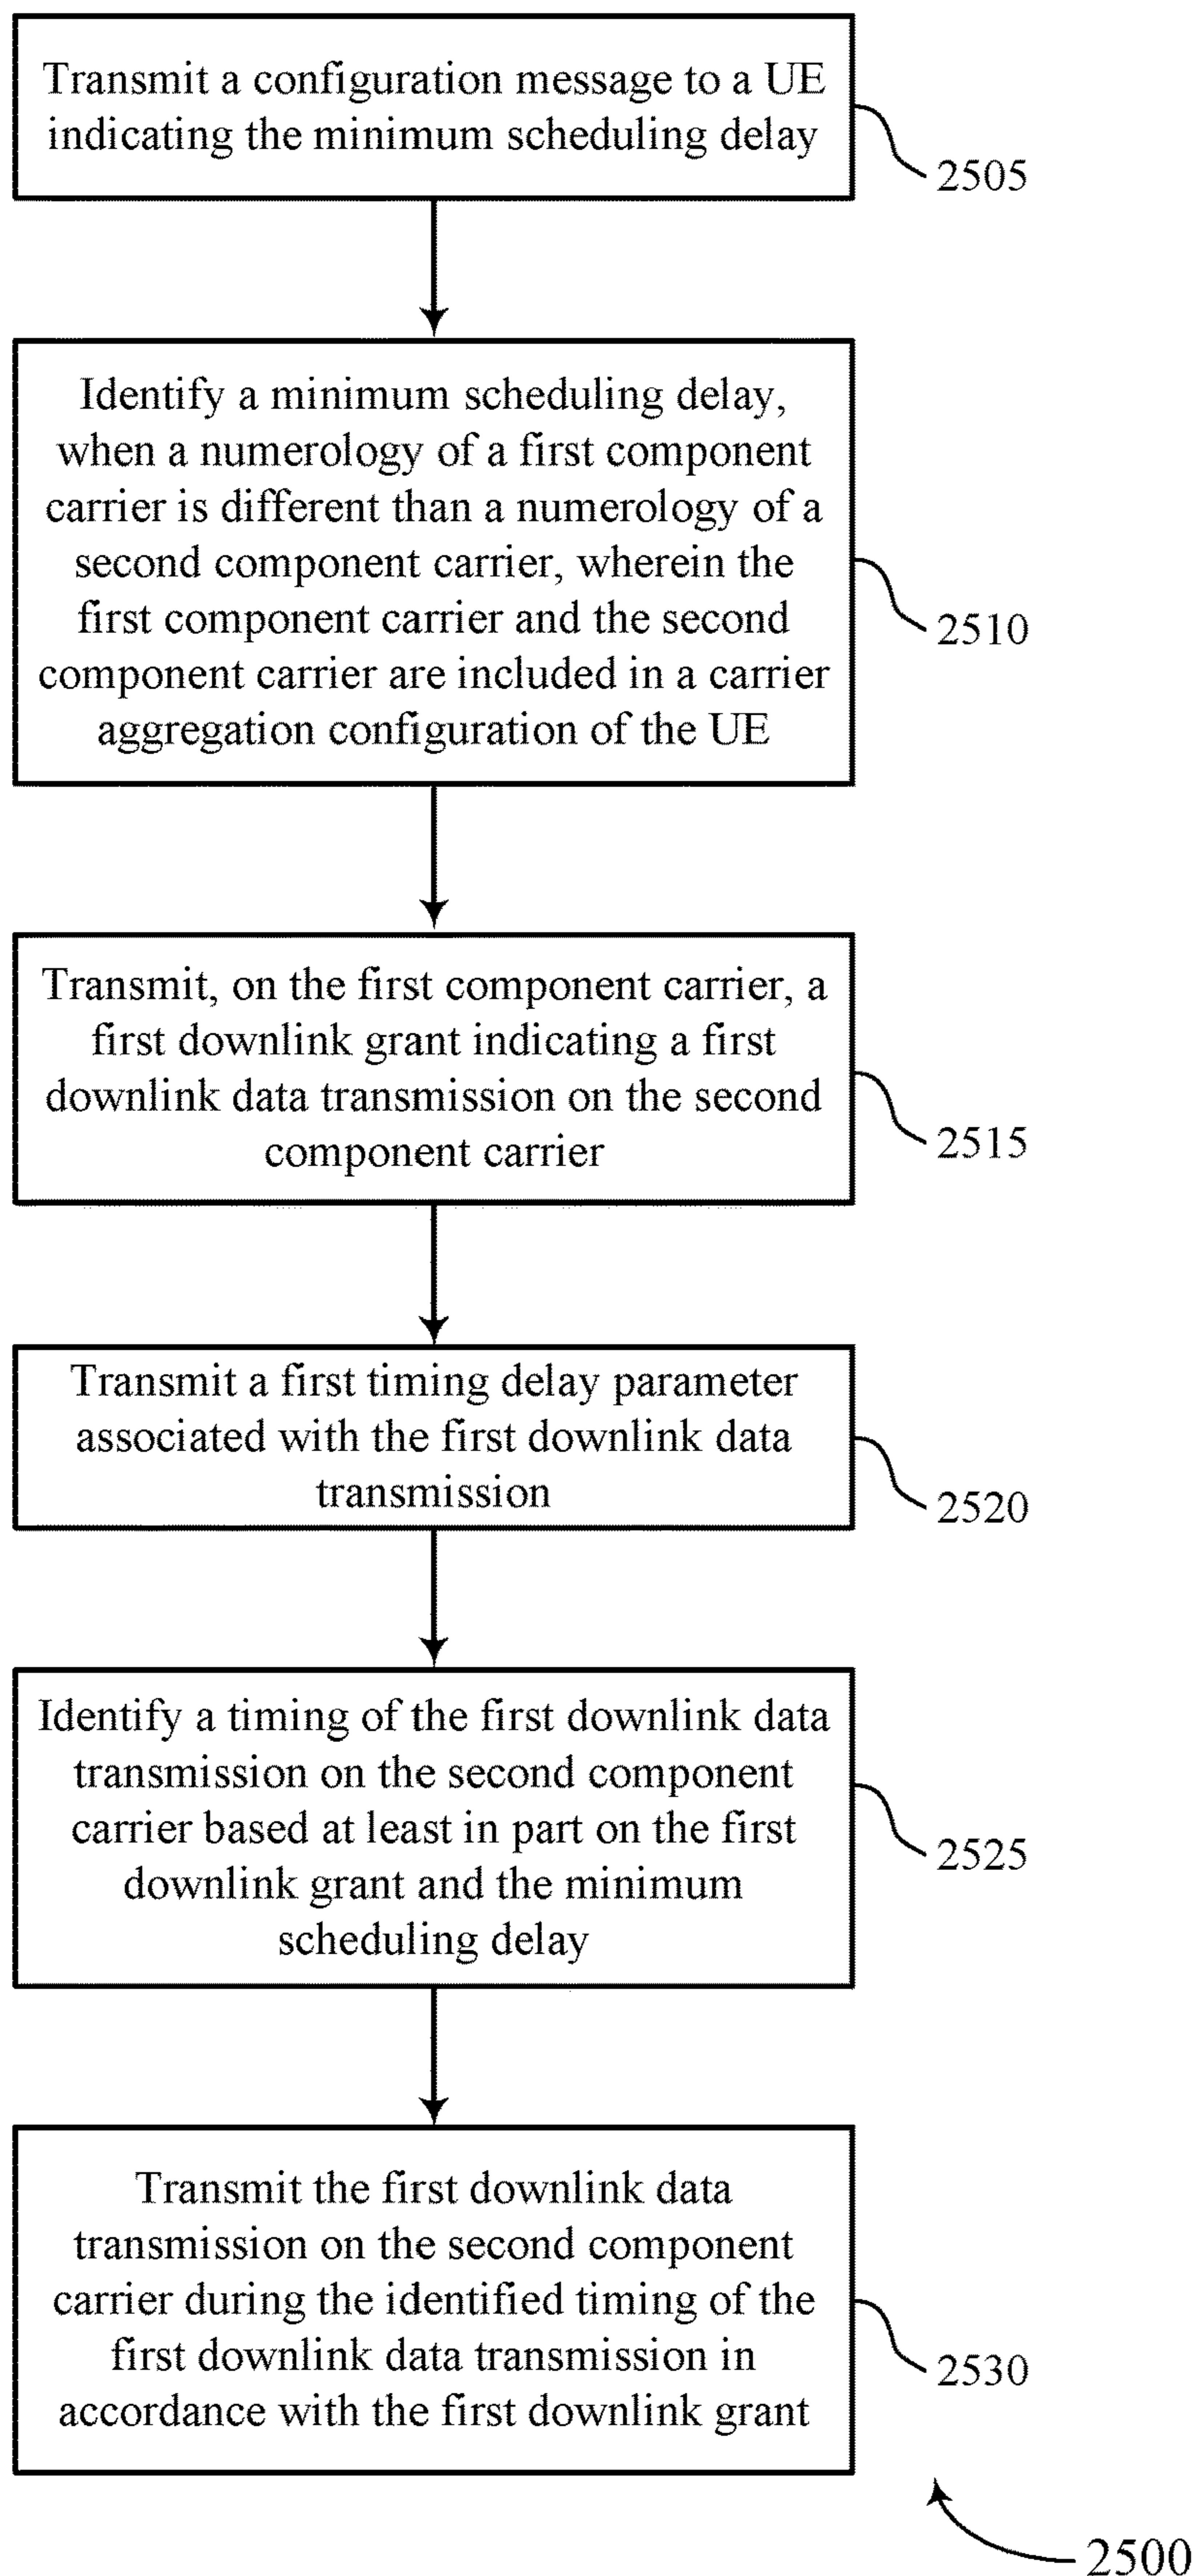 Transmit a configuration message to a UE
indicating the minimum scheduling delay
2505
Identify a minimum scheduling delay,
when a numerology of a first component
carrier is different than a numerology of a
second component carrier, wherein the
first component carrier and the second
component carrier are included in a carrier
aggregation configuration of the UE
2510
Transmit, on the first component carrier, a
first downlink grant indicating a first
downlink data transmission on the second
component carrier
2515
Transmit a first timing delay parameter
associated with the first downlink data
transmission
2520
Identify a timing of the first downlink data
transmission on the second component
carrier based at least in part on the first
downlink grant and the minimum
scheduling delay
2525
Transmit the first downlink data
transmission on the second component
carrier during the identified timing of the
first downlink data transmission in
accordance with the first downlink grant
2530
2500